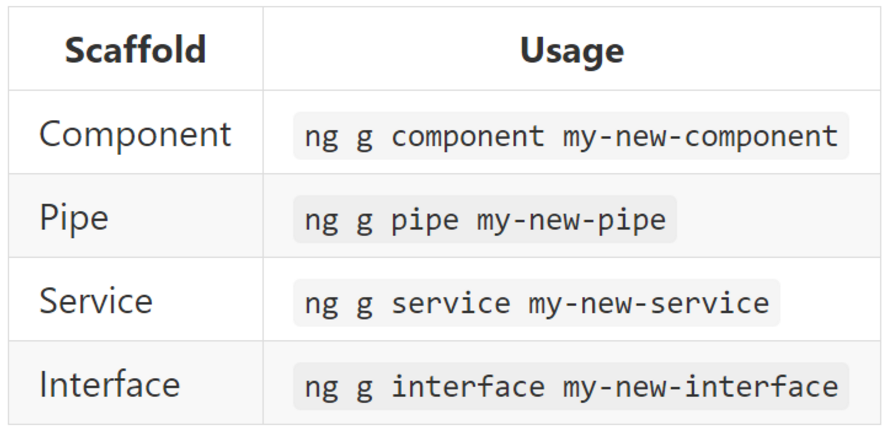 Scaffold Usage
Component ng g component my-new-component
Pipe ng g pipe my-new-pipe
Service ng g service my-new-service
Interface ng g interface my-new-interface